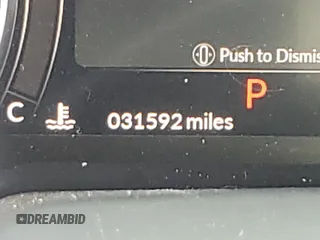 Push to Dismis
P
C
031592 miles
DREAMBID